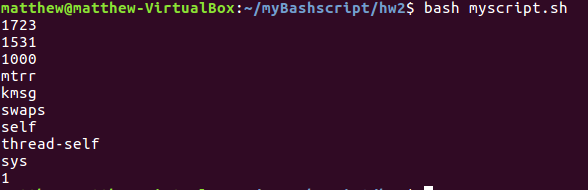 matthew@matthew-VirtualBox:~/myBashscript/hw2$ bash myscript.sh
1723
1531
1000
mtrr
kmsg
swaps
self
thread-self
sys
1